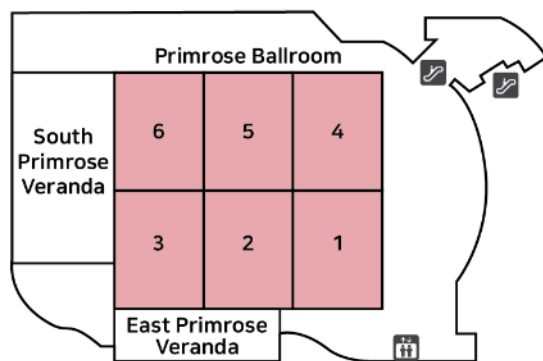 Primrose Ballroom
South
Primrose
Veranda
6
5
4
3
2
1
East Primrose
Veranda